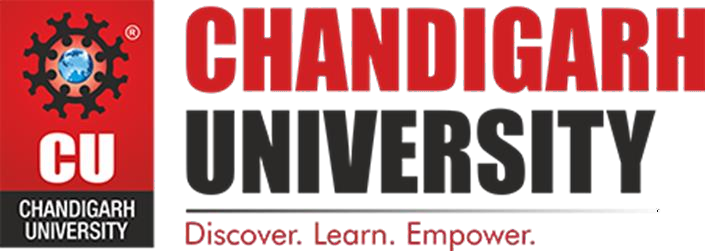 ®
CU
CHANDIGARH
UNIVERSITY
CHANDIGARH
UNIVERSITY
Discover. Learn. Empower.